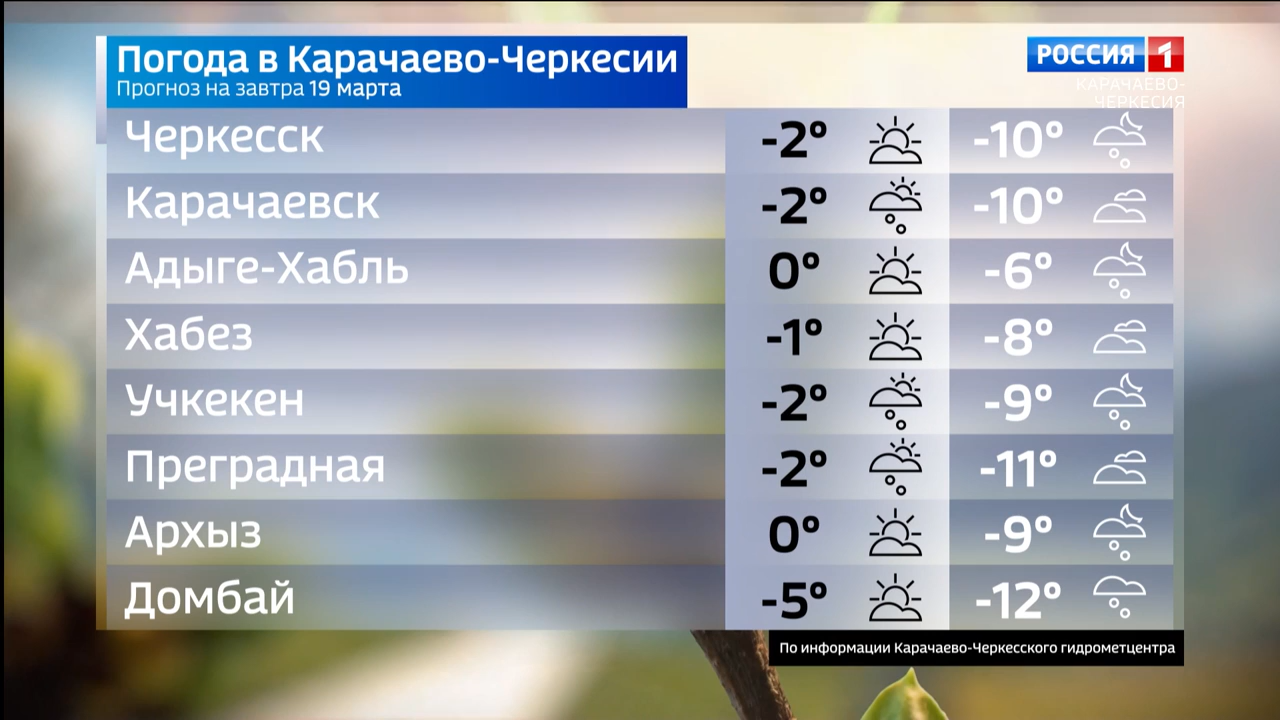 Погода в Карачаево-Черкесии
Прогноз на завтра 19 марта
РОССИЯ 1
КАРАЧАЕВО-
ЧЕРКЕСИЯ
Черкесск -2° -10°
Карачаевск -2° -10°
Адыге-Хабль 0° -6°
Хабез -1° -8°
Учкекен -2° -9°
Преградная -2° -11°
Архыз 0° -9°
Домбай -5° -12°
По информации Карачаево-Черкесского гидрометцентра